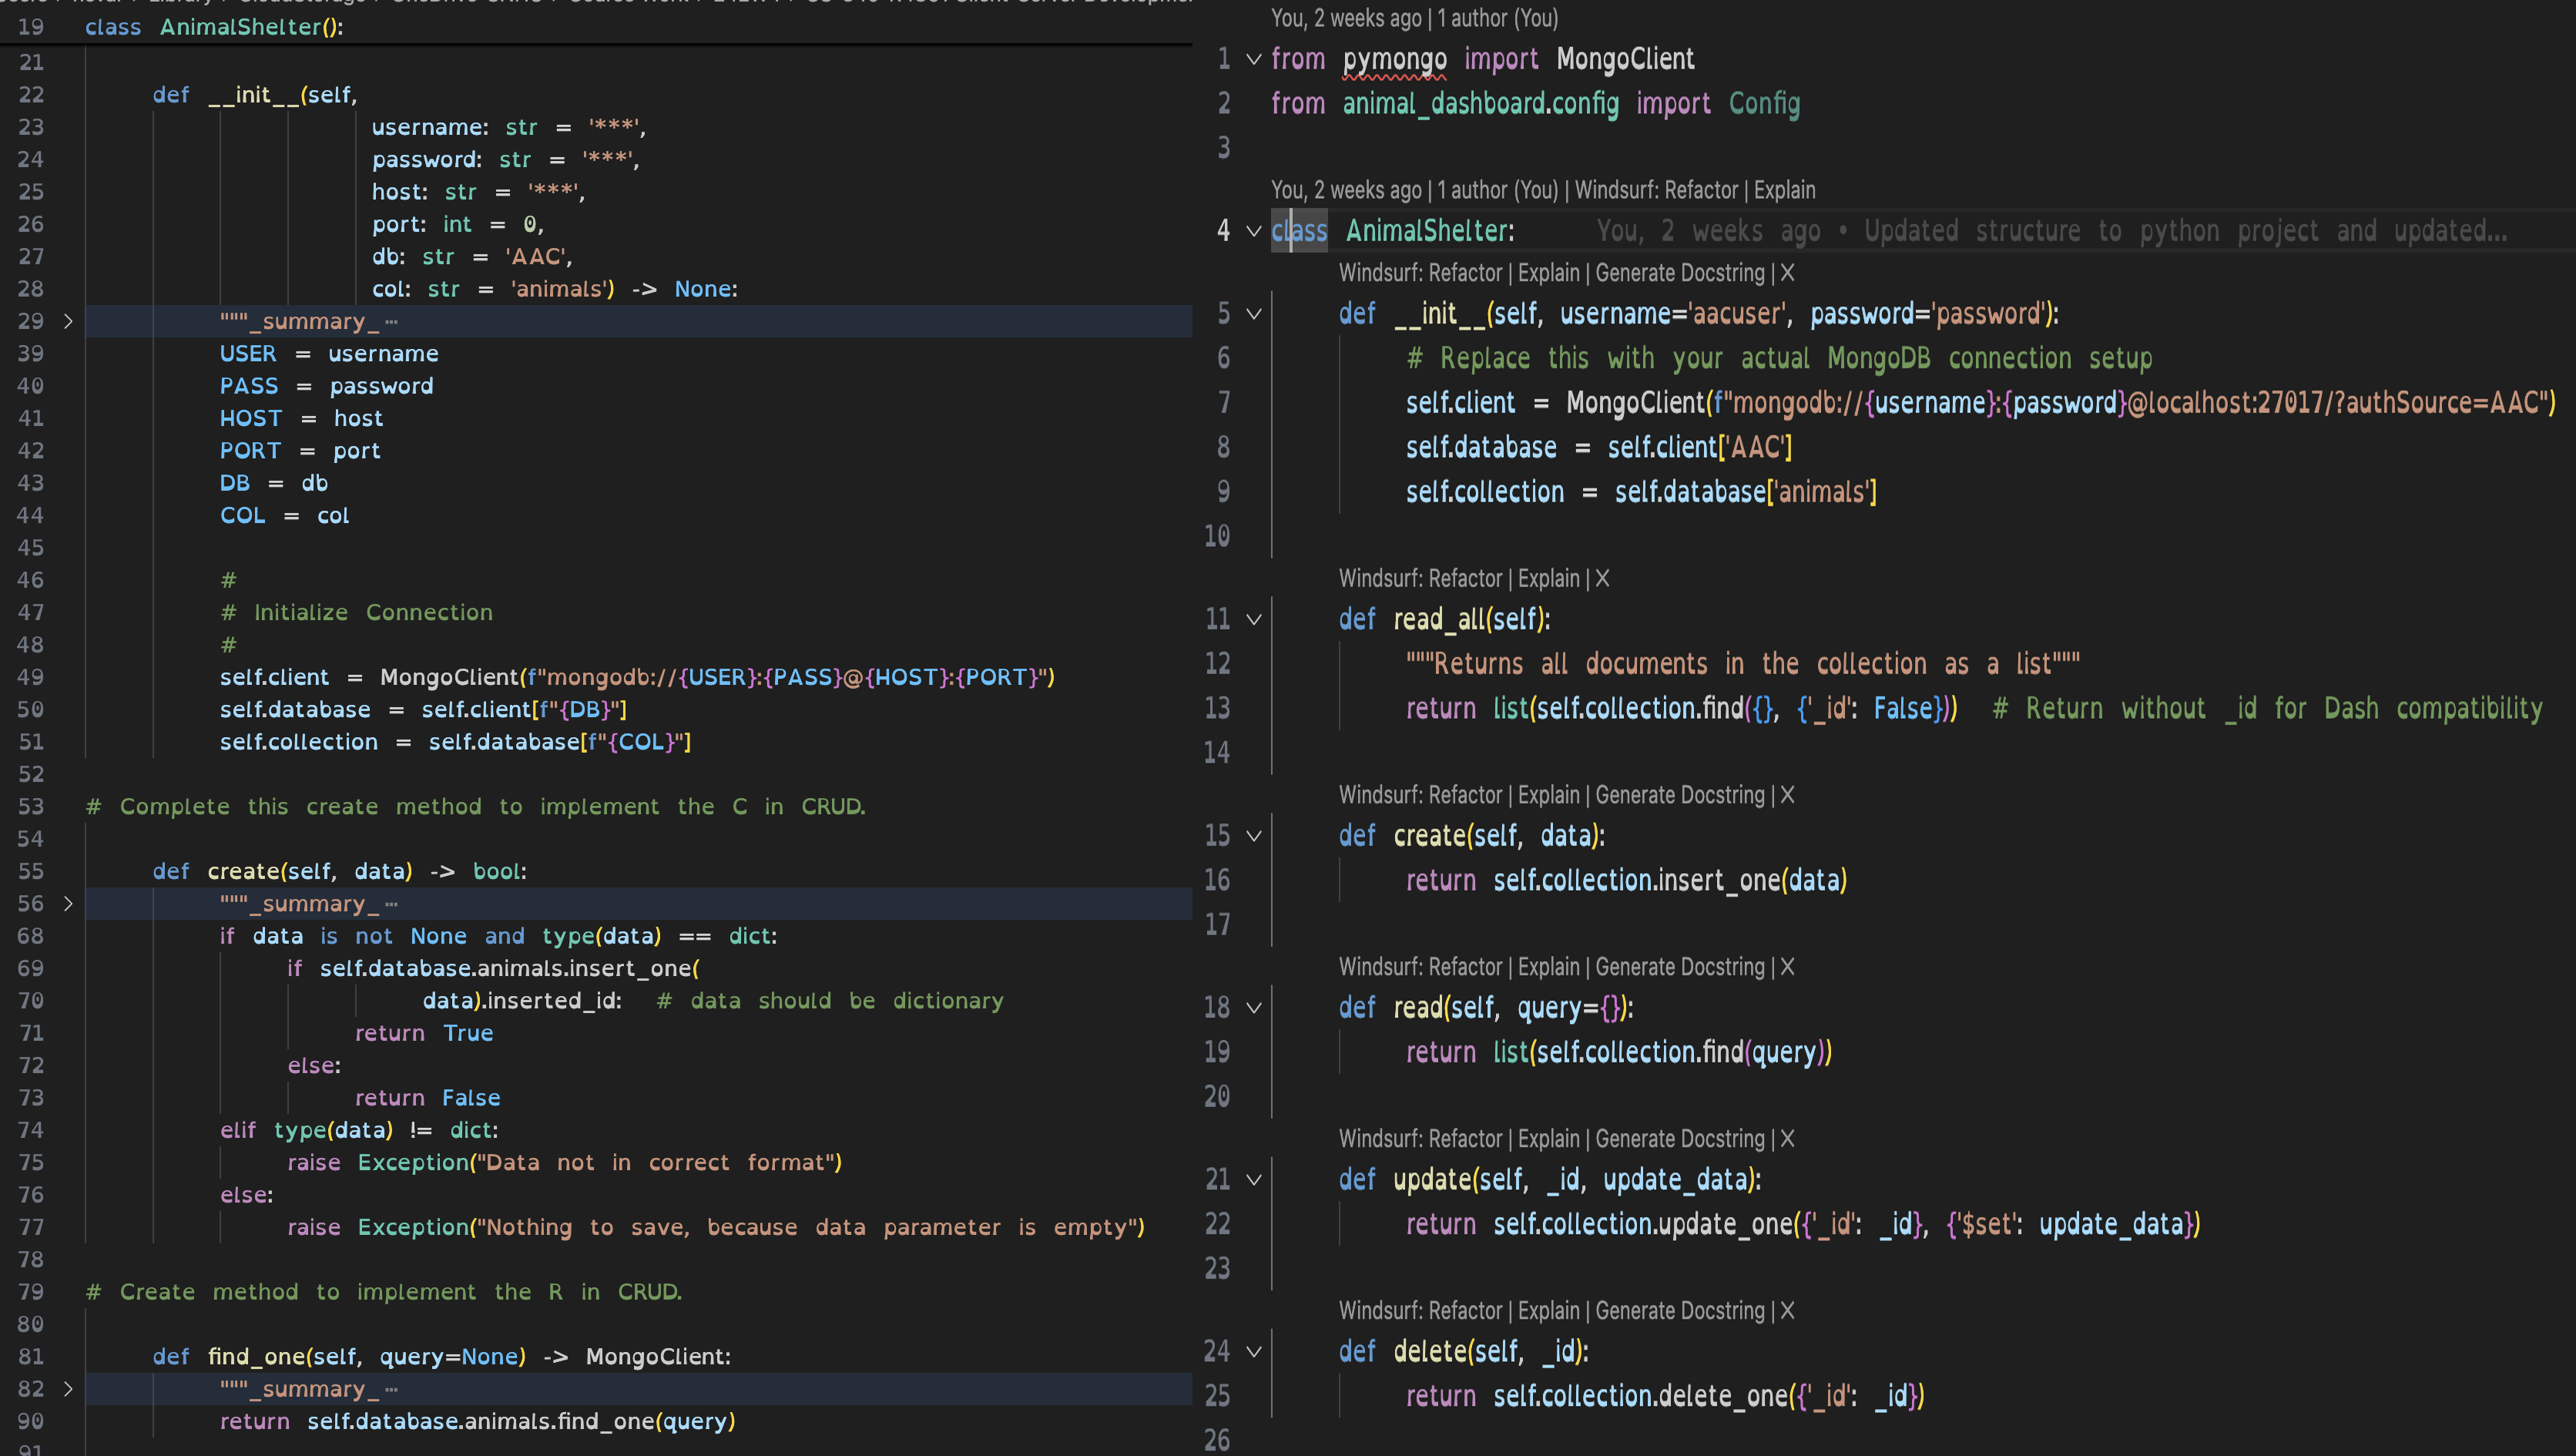 19 class AnimalShelter():
21
22 def __init__(self,
23 username: str = '***',
24 password: str = '***',
25 host: str = '***',
26 port: int = 0,
27 db: str = 'AAC',
28 col: str = 'animals') -> None:
29 """_summary_ ⋯
39 USER = username
40 PASS = password
41 HOST = host
42 PORT = port
43 DB = db
44 COL = col
45
46 #
47 # Initialize Connection
48 #
49 self.client = MongoClient(f"mongodb://{USER}:{PASS}@{HOST}:{PORT}")
50 self.database = self.client[f"{DB}"]
51 self.collection = self.database[f"{COL}"]
52
53 # Complete this create method to implement the C in CRUD.
54
55 def create(self, data) -> bool:
56 """_summary_ ⋯
68 if data is not None and type(data) == dict:
69 if self.database.animals.insert_one(
70 data).inserted_id: # data should be dictionary
71 return True
72 else:
73 return False
74 elif type(data) != dict:
75 raise Exception("Data not in correct format")
76 else:
77 raise Exception("Nothing to save, because data parameter is empty")
78
79 # Create method to implement the R in CRUD.
80
81 def find_one(self, query=None) -> MongoClient:
82 """_summary_ ⋯
90 return self.database.animals.find_one(query)
91
You, 2 weeks ago | 1 author (You)
1 from pymongo import MongoClient
2 from animal_dashboard.config import Config
3
You, 2 weeks ago | 1 author (You) | Windsurf: Refactor | Explain
4 class AnimalShelter: You, 2 weeks ago • Updated structure to python project and updated…
Windsurf: Refactor | Explain | Generate Docstring | X
5 def __init__(self, username='aacuser', password='password'):
6 # Replace this with your actual MongoDB connection setup
7 self.client = MongoClient(f"mongodb://{username}:{password}@localhost:27017/?authSource=AAC")
8 self.database = self.client['AAC']
9 self.collection = self.database['animals']
10
Windsurf: Refactor | Explain | X
11 def read_all(self):
12 """Returns all documents in the collection as a list"""
13 return list(self.collection.find({}, {'_id': False})) # Return without _id for Dash compatibility
14
Windsurf: Refactor | Explain | Generate Docstring | X
15 def create(self, data):
16 return self.collection.insert_one(data)
17
Windsurf: Refactor | Explain | Generate Docstring | X
18 def read(self, query={}):
19 return list(self.collection.find(query))
20
Windsurf: Refactor | Explain | Generate Docstring | X
21 def update(self, _id, update_data):
22 return self.collection.update_one({'_id': _id}, {'$set': update_data})
23
Windsurf: Refactor | Explain | Generate Docstring | X
24 def delete(self, _id):
25 return self.collection.delete_one({'_id': _id})
26